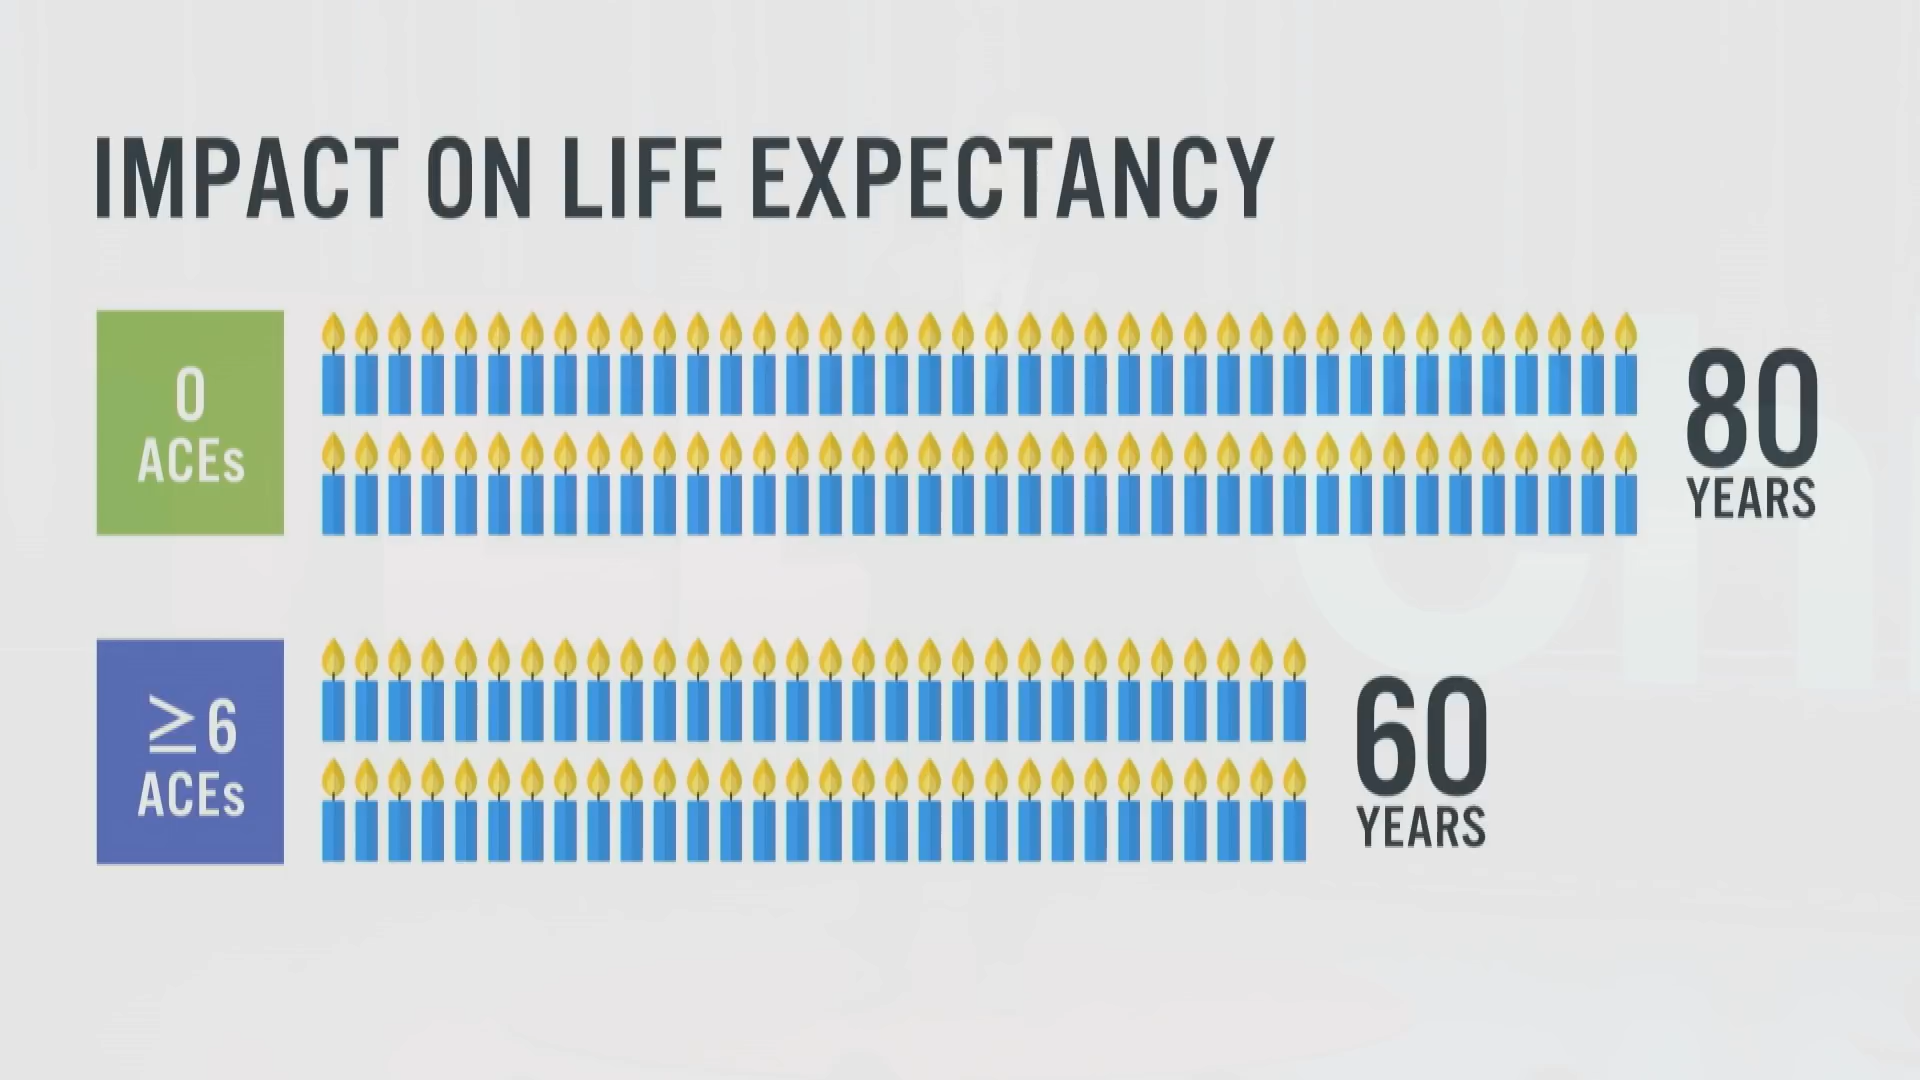 IMPACT ON LIFE EXPECTANCY
0
ACEs
80
YEARS
≥6
ACEs
60
YEARS